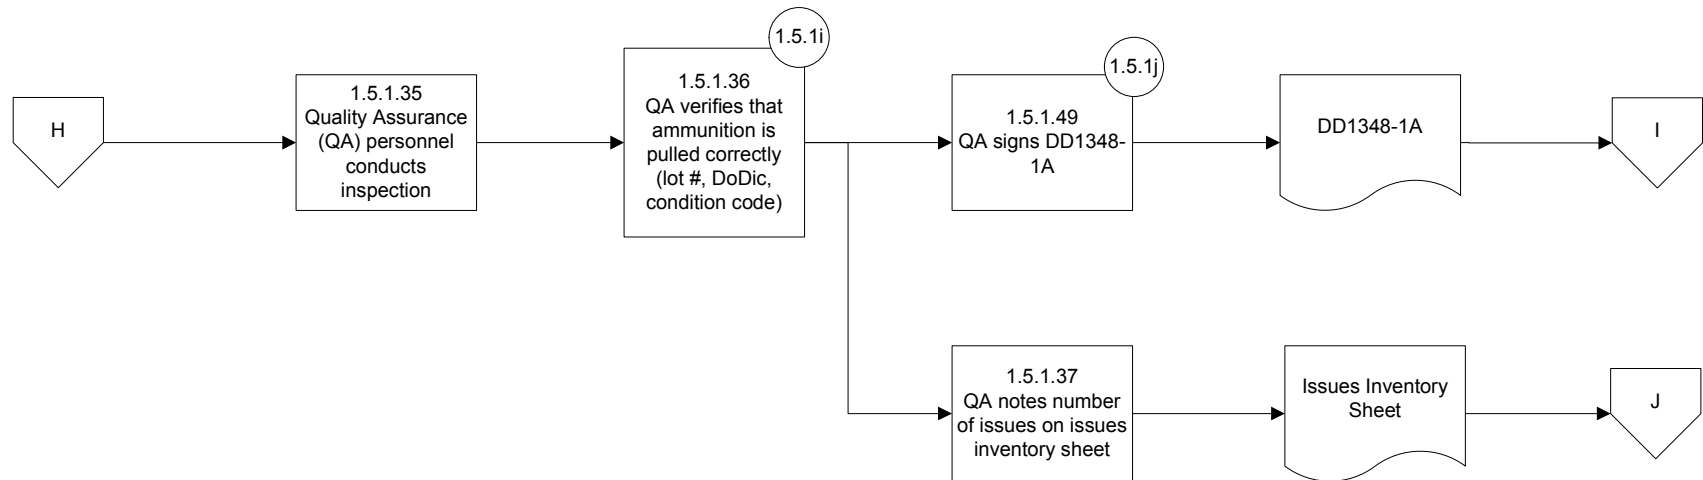 H
1.5.1.35
Quality Assurance
(QA) personnel
conducts
inspection
1.5.1i
1.5.1.36
QA verifies that
ammunition is
pulled correctly
(lot #, DoDic,
condition code)
1.5.1j
1.5.1.49
QA signs DD1348-
1A
DD1348-1A
I
1.5.1.37
QA notes number
of issues on issues
inventory sheet
Issues Inventory
Sheet
J